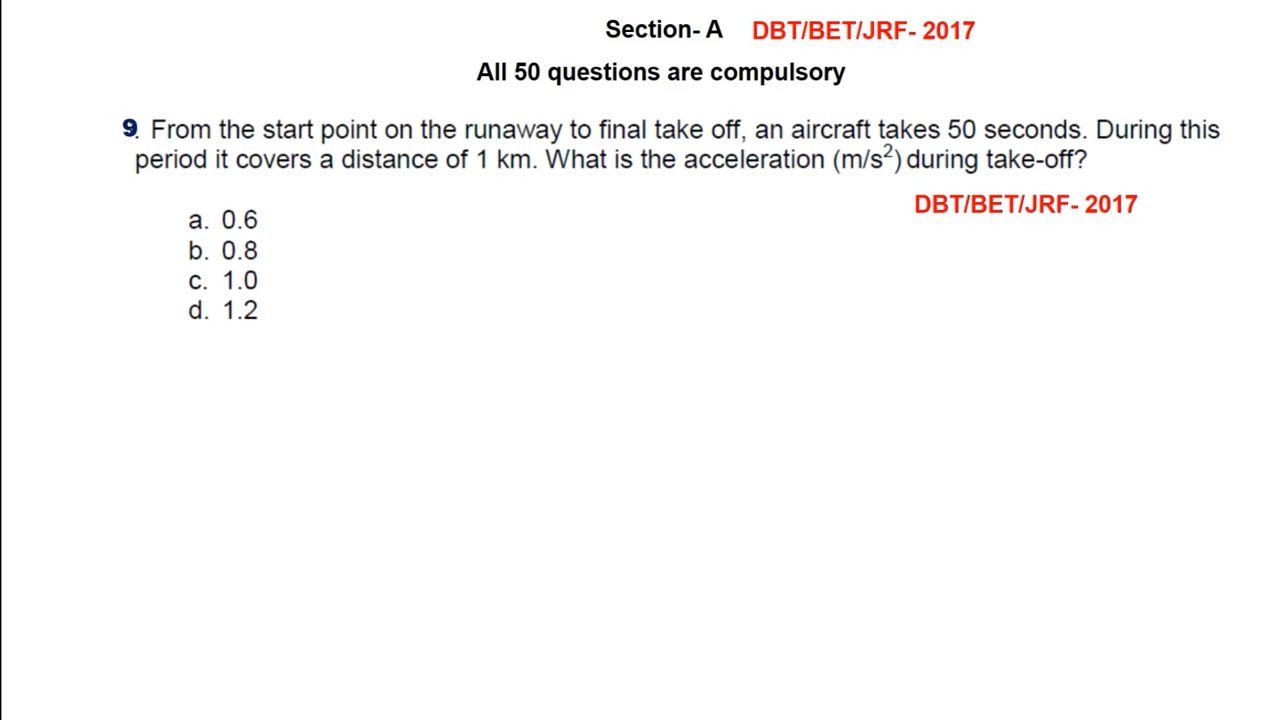 Section- A DBT/BET/JRF- 2017
All 50 questions are compulsory
9. From the start point on the runaway to final take off, an aircraft takes 50 seconds. During this
period it covers a distance of 1 km. What is the acceleration (m/s²) during take-off?
DBT/BET/JRF- 2017
a. 0.6
b. 0.8
c. 1.0
d. 1.2